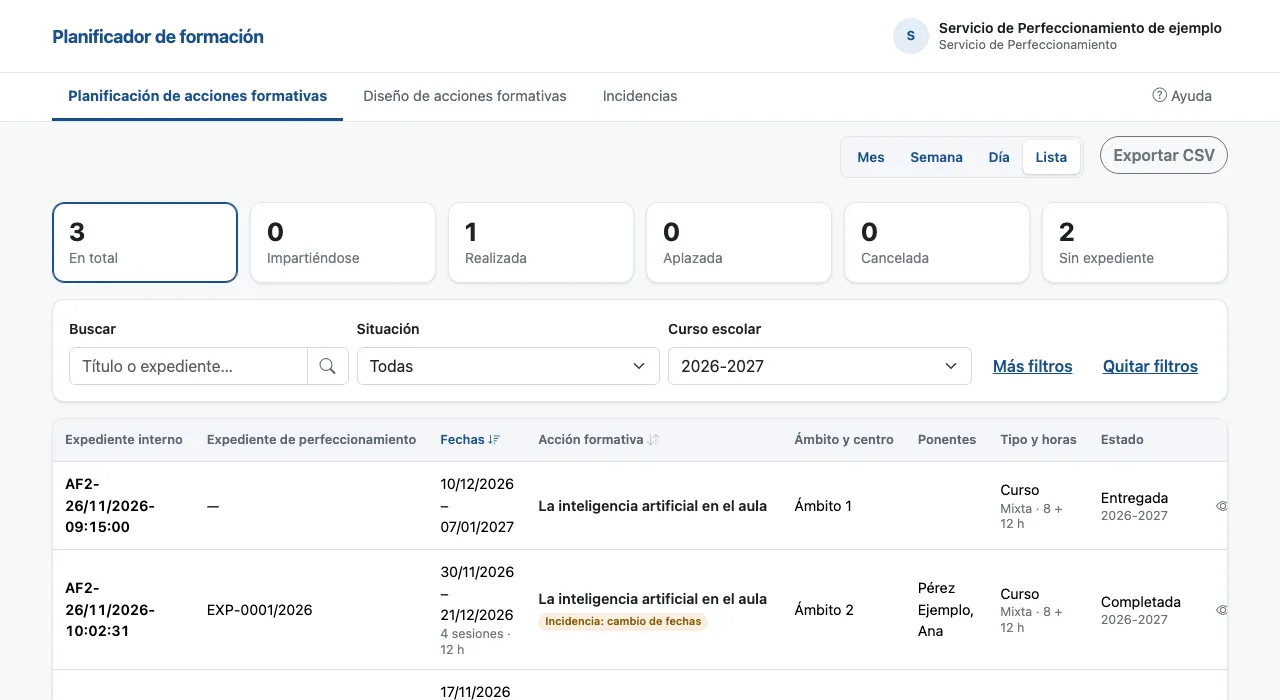 Planificador de formación
S
Servicio de Perfeccionamiento de ejemplo
Servicio de Perfeccionamiento
Planificación de acciones formativas
Diseño de acciones formativas
Incidencias
Ayuda
Mes
Semana
Día
Lista
Exportar CSV
3
En total
0
Impartiéndose
1
Realizada
0
Aplazada
0
Cancelada
2
Sin expediente
Buscar
Título o expediente...
Situación
Todas
Curso escolar
2026-2027
Más filtros
Quitar filtros
Expediente interno
Expediente de perfeccionamiento
Fechas
Acción formativa
Ámbito y centro
Ponentes
Tipo y horas
Estado
AF2-
26/11/2026-
09:15:00
—
10/12/2026
–
07/01/2027
La inteligencia artificial en el aula
Ámbito 1
Curso
Mixta · 8 +
12 h
Entregada
2026-2027
AF2-
26/11/2026-
10:02:31
EXP-0001/2026
30/11/2026
–
21/12/2026
4 sesiones ·
12 h
La inteligencia artificial en el aula
Incidencia: cambio de fechas
Ámbito 2
Pérez
Ejemplo,
Ana
Curso
Mixta · 8 +
12 h
Completada
2026-2027
17/11/2026